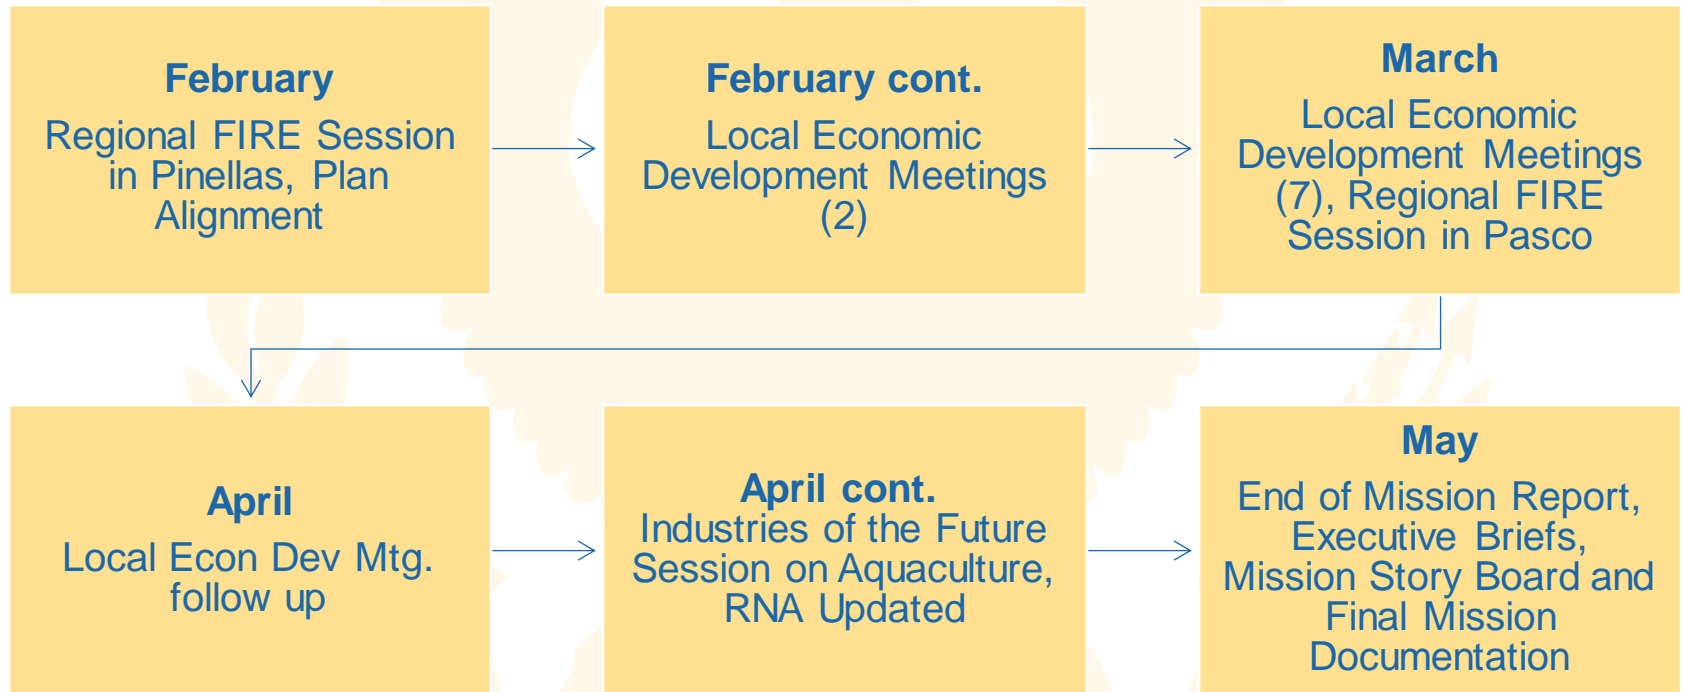 February
Regional FIRE Session
in Pinellas, Plan
Alignment
February cont.
Local Economic
Development Meetings
(2)
March
Local Economic
Development Meetings
(7), Regional FIRE
Session in Pasco
April
Local Econ Dev Mtg.
follow up
April cont.
Industries of the Future
Session on Aquaculture,
RNA Updated
May
End of Mission Report,
Executive Briefs,
Mission Story Board and
Final Mission
Documentation